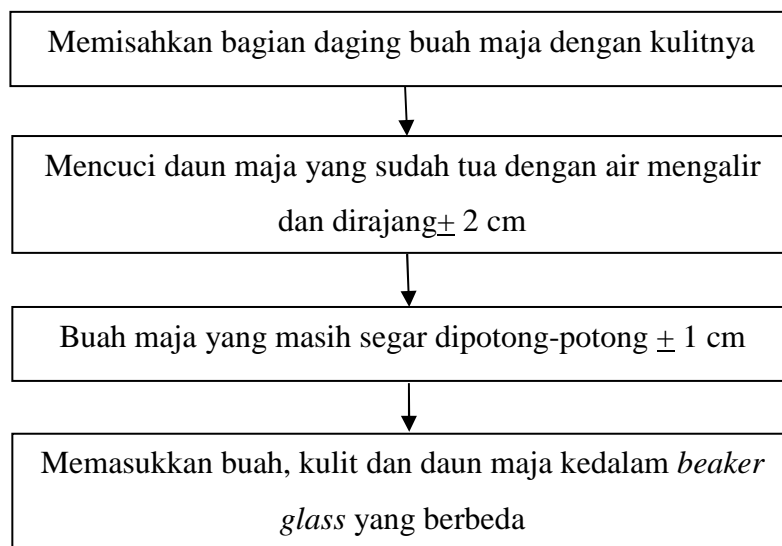 Memisahkan bagian daging buah maja dengan kulitnya
Mencuci daun maja yang sudah tua dengan air mengalir
dan dirajang± 2 cm
Buah maja yang masih segar dipotong-potong ± 1 cm
Memasukkan buah, kulit dan daun maja kedalam beaker
glass yang berbeda